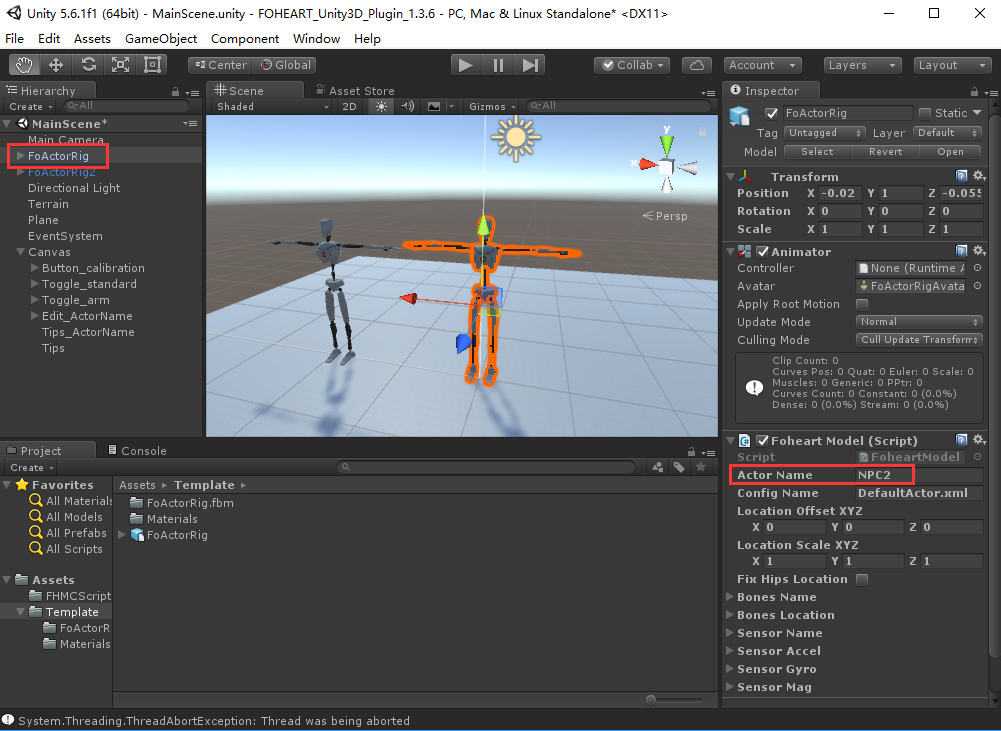 Unity 5.6.1f1 (64bit) - MainScene.unity - FOHEART_Unity3D_Plugin_1.3.6 - PC, Mac & Linux Standalone* <DX11>
File Edit Assets GameObject Component Window Help
Center Global Collab Account Layers Layout
Hierarchy
Create All
MainScene*
Main Camera
FoActorRig
FoActorRig2
Directional Light
Terrain
Plane
EventSystem
Canvas
Button_calibration
Toggle_standard
Toggle_arm
Edit_ActorName
Tips_ActorName
Tips
Scene Asset Store
Shaded 2D Gizmos All
y
x
Persp
Inspector
FoActorRig Static
Tag Untagged Layer Default
Model Select Revert Open
Transform
Position X -0.02 Y 1 Z -0.055
Rotation X 0 Y 0 Z 0
Scale X 1 Y 1 Z 1
Animator
Controller None (Runtime A
Avatar FoActorRigAvata
Apply Root Motion
Update Mode Normal
Culling Mode Cull Update Transform
Clip Count: 0
Curves Pos: 0 Quat: 0 Euler: 0 Scale: 0
Muscles: 0 Generic: 0 PPtr: 0
Curves Count: 0 Constant: 0 (0.0%)
Dense: 0 (0.0%) Stream: 0 (0.0%)
Foheart Model (Script)
Script FoheartModel
Actor Name NPC2
Config Name DefaultActor.xml
Location Offset XYZ
X 0 Y 0 Z 0
Location Scale XYZ
X 1 Y 1 Z 1
Fix Hips Location
Bones Name
Bones Location
Sensor Name
Sensor Accel
Sensor Gyro
Sensor Mag
Project Console
Create
Favorites
All Materials
All Models
All Prefabs
All Scripts
Assets
FHMCScript
Template
FoActorR
Materials
Assets Template
FoActorRig.fbm
Materials
FoActorRig
System.Threading.ThreadAbortException: Thread was being aborted